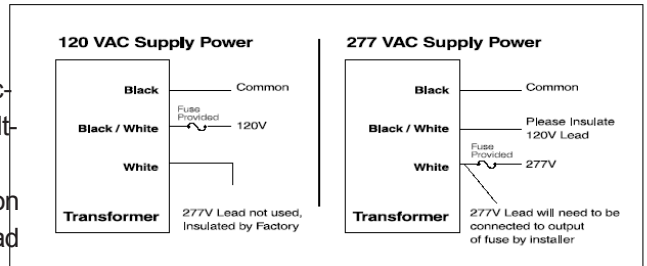 120 VAC Supply Power
Black
Common
Fuse
Provided
Black / White
120V
White
Transformer
277V Lead not used,
Insulated by Factory
277 VAC Supply Power
Black
Common
Black / White
Please Insulate
120V Lead
Fuse
Provided
White
277V
Transformer
277V Lead will need to be
connected to output
of fuse by installer